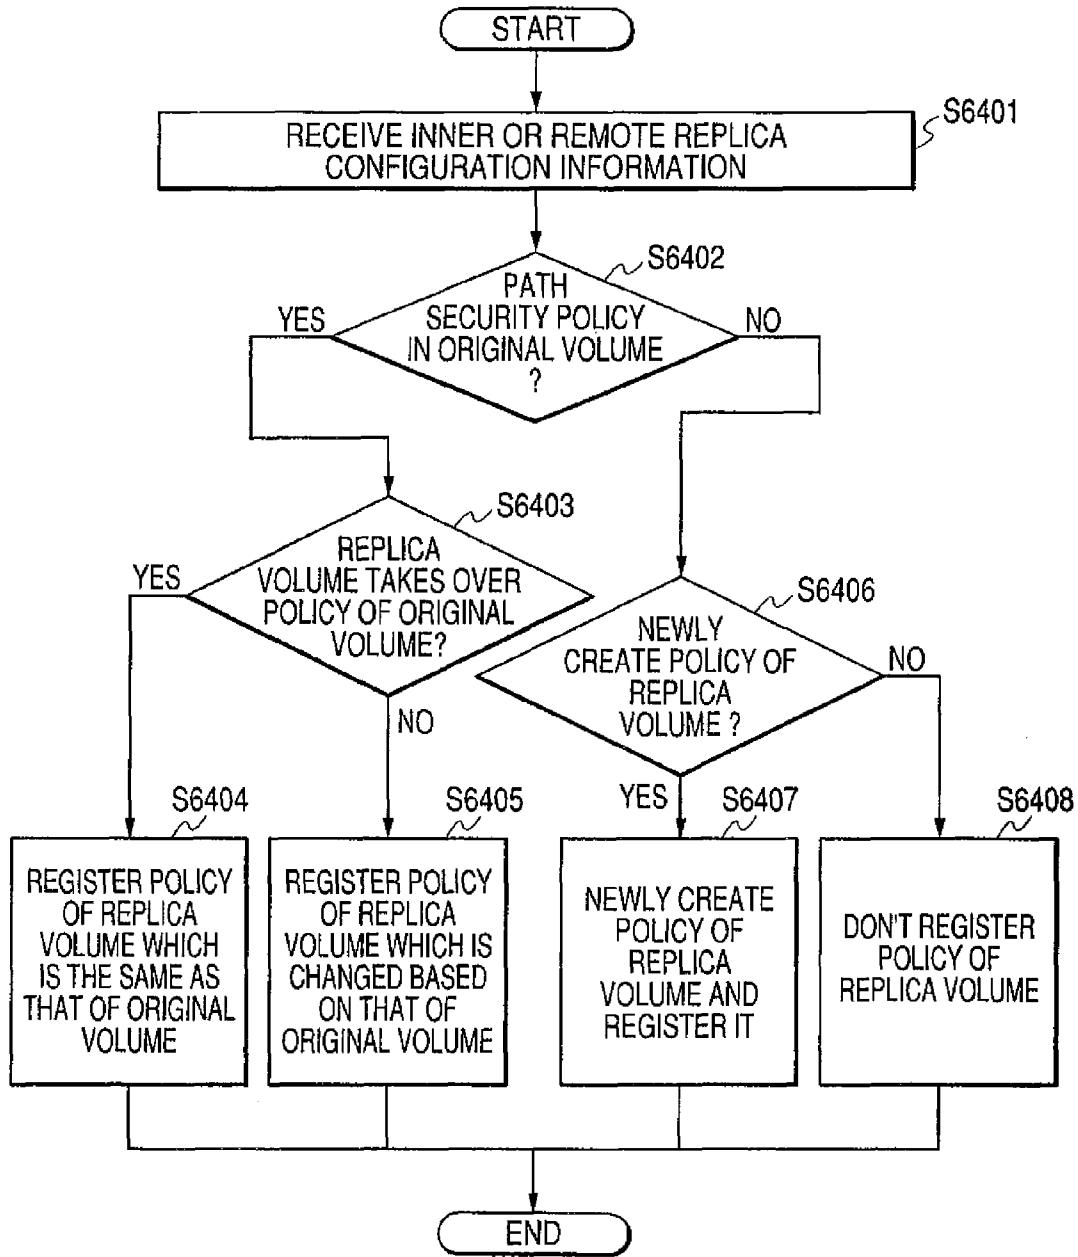 START
S6401
RECEIVE INNER OR REMOTE REPLICA
CONFIGURATION INFORMATION
S6402
PATH
SECURITY POLICY
IN ORIGINAL VOLUME
?
YES
NO
S6403
REPLICA
VOLUME TAKES OVER
POLICY OF ORIGINAL
VOLUME?
YES
NO
S6406
NEWLY
CREATE POLICY OF
REPLICA
VOLUME ?
NO
YES
S6404
REGISTER POLICY
OF REPLICA
VOLUME WHICH
IS THE SAME AS
THAT OF ORIGINAL
VOLUME
S6405
REGISTER POLICY
OF REPLICA
VOLUME WHICH IS
CHANGED BASED
ON THAT OF
ORIGINAL VOLUME
S6407
NEWLY CREATE
POLICY OF
REPLICA
VOLUME AND
REGISTER IT
S6408
DON'T REGISTER
POLICY OF
REPLICA VOLUME
END